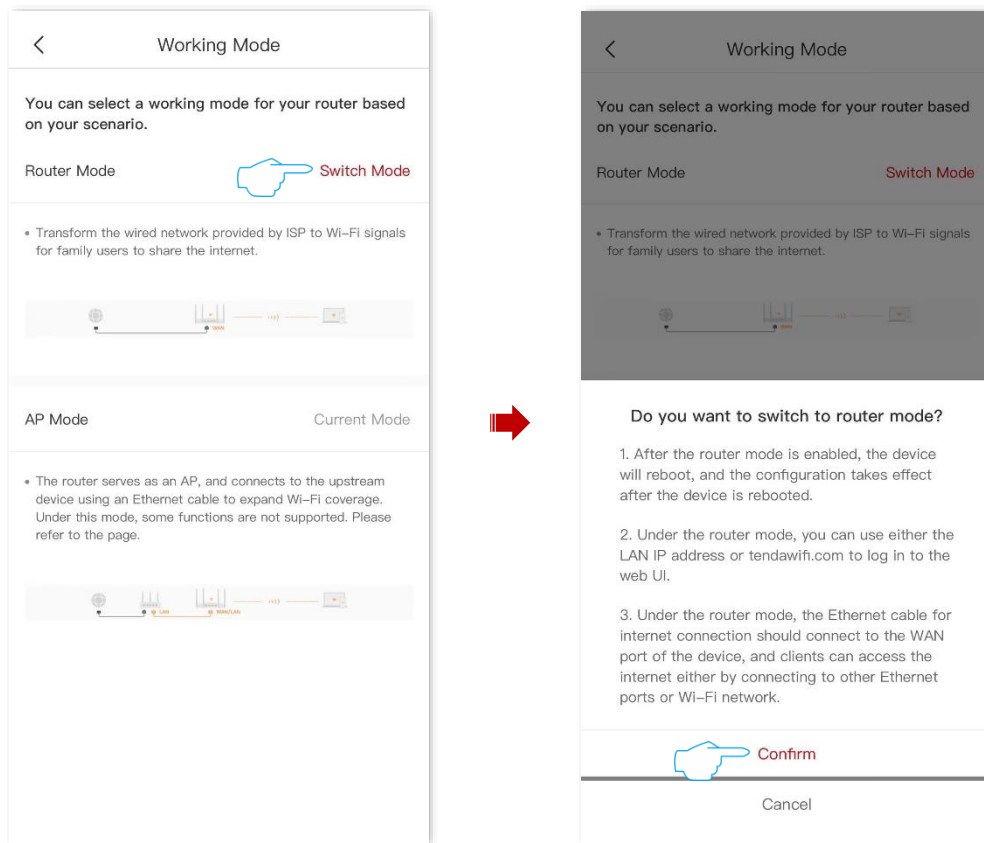 Working Mode
You can select a working mode for your router based
on your scenario.
Router Mode
Switch Mode
• Transform the wired network provided by ISP to Wi-Fi signals
for family users to share the internet.
WAN
AP Mode
Current Mode
• The router serves as an AP, and connects to the upstream
device using an Ethernet cable to expand Wi-Fi coverage.
Under this mode, some functions are not supported. Please
refer to the page.
LAN
WAN/LAN
Working Mode
You can select a working mode for your router based
on your scenario.
Router Mode
Switch Mode
• Transform the wired network provided by ISP to Wi-Fi signals
for family users to share the internet.
WAN
Do you want to switch to router mode?
1. After the router mode is enabled, the device
will reboot, and the configuration takes effect
after the device is rebooted.
2. Under the router mode, you can use either the
LAN IP address or tendawifi.com to log in to the
web UI.
3. Under the router mode, the Ethernet cable for
internet connection should connect to the WAN
port of the device, and clients can access the
internet either by connecting to other Ethernet
ports or Wi-Fi network.
Confirm
Cancel